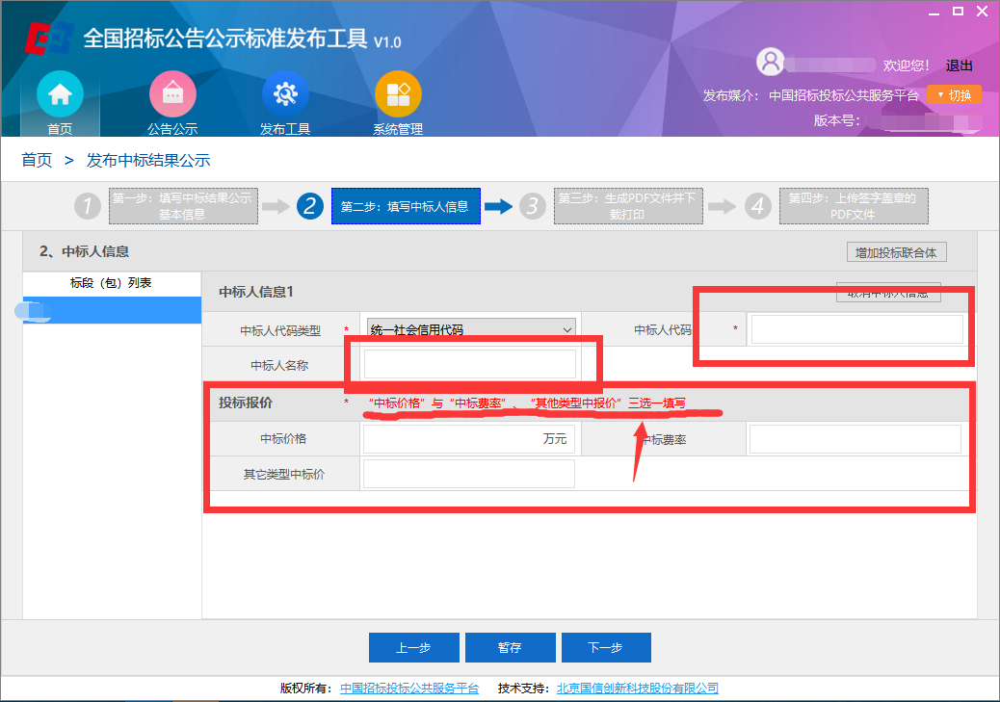 全国招标公告公示标准发布工具 V1.0
欢迎您! 退出
发布媒介: 中国招标投标公共服务平台 切换
版本号:
首页 公告公示 发布工具 系统管理
首页 > 发布中标结果公示
1 第一步: 填写中标结果公示
基本信息
2 第二步: 填写中标人信息
3 第三步: 生成PDF文件并下
载打印
4 第四步: 上传签字盖章的
PDF文件
2、中标人信息 增加投标联合体
标段（包）列表
中标人信息1 取消中标人信息
中标人代码类型 * 统一社会信用代码 中标人代码 *
中标人名称
投标报价 * “中标价格”与“中标费率”、“其他类型中报价”三选一填写
中标价格 万元 中标费率
其它类型中标价
上一步 暂存 下一步
版权所有: 中国招标投标公共服务平台 技术支持: 北京国信创新科技股份有限公司